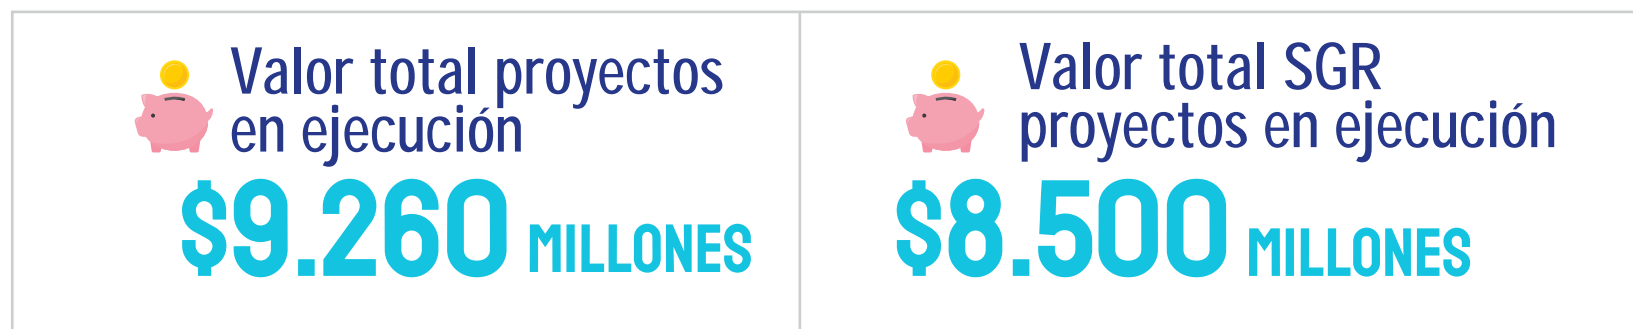 Valor total proyectos
en ejecución
$9.260 MILLONES
Valor total SGR
proyectos en ejecución
$8.500 MILLONES